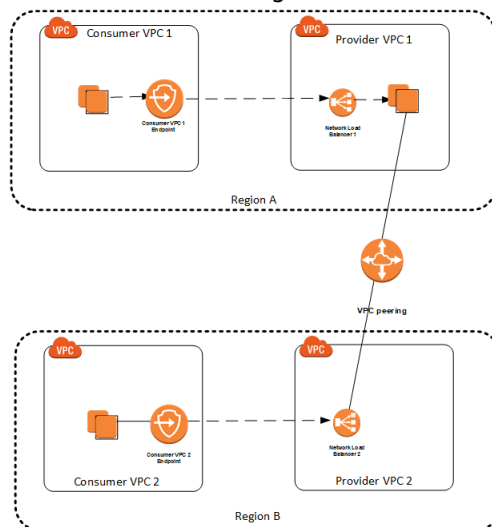 VPC
Consumer VPC 1
VPC
Provider VPC 1
Consumer VPC 1
Endpoint
Network Load
Balancer 1
Region A
VPC peering
VPC
VPC
Consumer VPC 2
Endpoint
Network Load
Balancer 2
Consumer VPC 2
Provider VPC 2
Region B